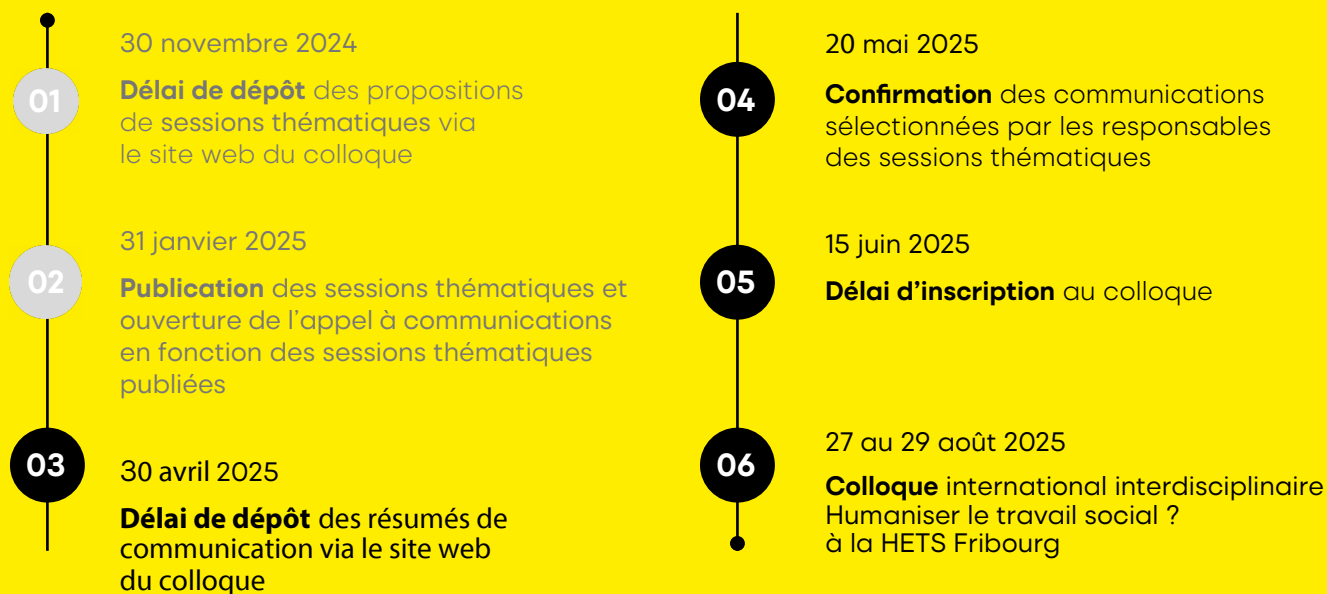 01
30 novembre 2024
Délai de dépôt des propositions
de sessions thématiques via
le site web du colloque
02
31 janvier 2025
Publication des sessions thématiques et
ouverture de l’appel à communications
en fonction des sessions thématiques
publiées
03
30 avril 2025
Délai de dépôt des résumés de
communication via le site web
du colloque
04
20 mai 2025
Confirmation des communications
sélectionnées par les responsables
des sessions thématiques
05
15 juin 2025
Délai d’inscription au colloque
06
27 au 29 août 2025
Colloque international interdisciplinaire
Humaniser le travail social ?
à la HETS Fribourg